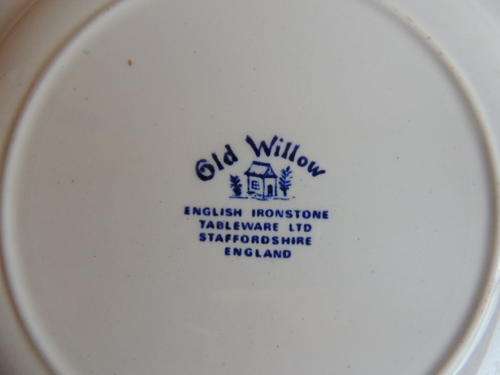 Old Willow
ENGLISH IRONSTONE
TABLEWARE LTD
STAFFORDSHIRE
ENGLAND